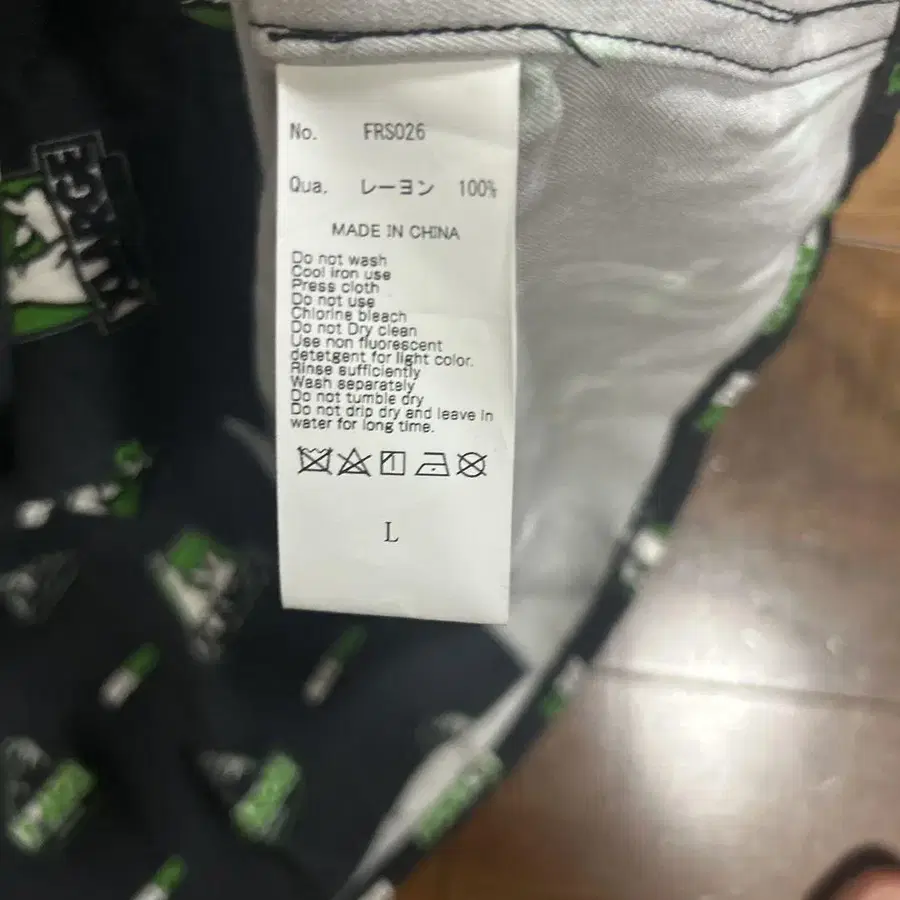 No. FRS026
Qua. レーヨン 100%
MADE IN CHINA
Do not wash
Cool iron use
Press cloth
Do not use
Chlorine bleach
Do not Dry clean
Use non fluorescent
detetgent for light color.
Rinse sufficiently
Wash separately
Do not tumble dry
Do not drip dry and leave in
water for long time.
L